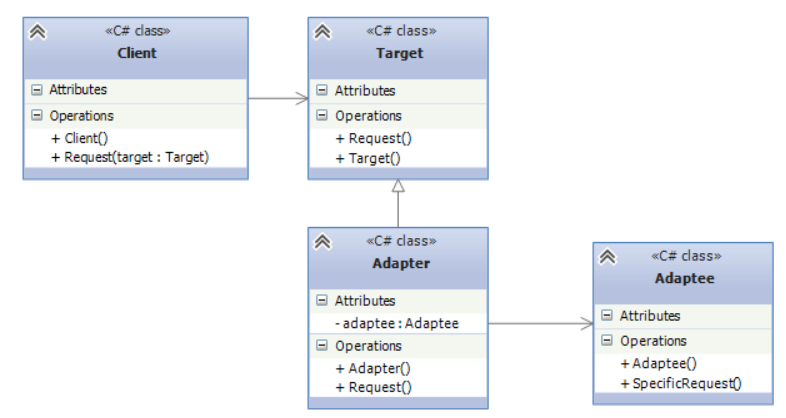 «C# class»
Client
Attributes
Operations
+ Client()
+ Request(target : Target)
«C# class»
Target
Attributes
Operations
+ Request()
+ Target()
«C# class»
Adapter
Attributes
- adaptee : Adaptee
Operations
+ Adapter()
+ Request()
«C# class»
Adaptee
Attributes
Operations
+ Adaptee()
+ SpecificRequest()